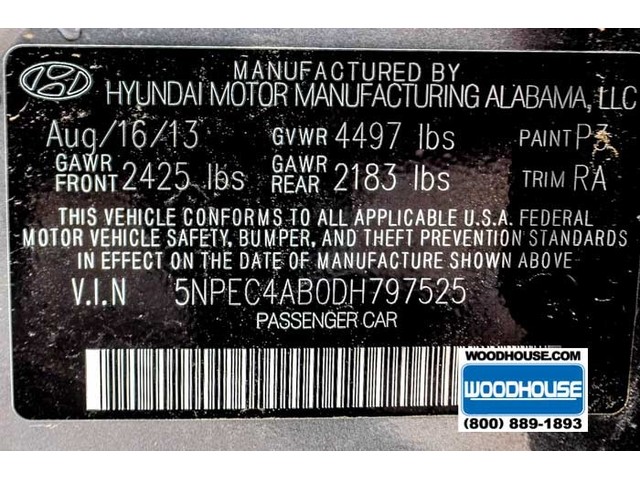 MANUFACTURED BY
HYUNDAI MOTOR MANUFACTURING ALABAMA, LLC
Aug/16/13 GVWR 4497 lbs PAINT P3
GAWR FRONT 2425 lbs GAWR REAR 2183 lbs TRIM RA
THIS VEHICLE CONFORMS TO ALL APPLICABLE U.S.A. FEDERAL
MOTOR VEHICLE SAFETY, BUMPER, AND THEFT PREVENTION STANDARDS
IN EFFECT ON THE DATE OF MANUFACTURE SHOWN ABOVE.
V.I.N 5NPEC4AB0DH797525
PASSENGER CAR
WOODHOUSE.COM
WOODHOUSE
(800) 889-1893